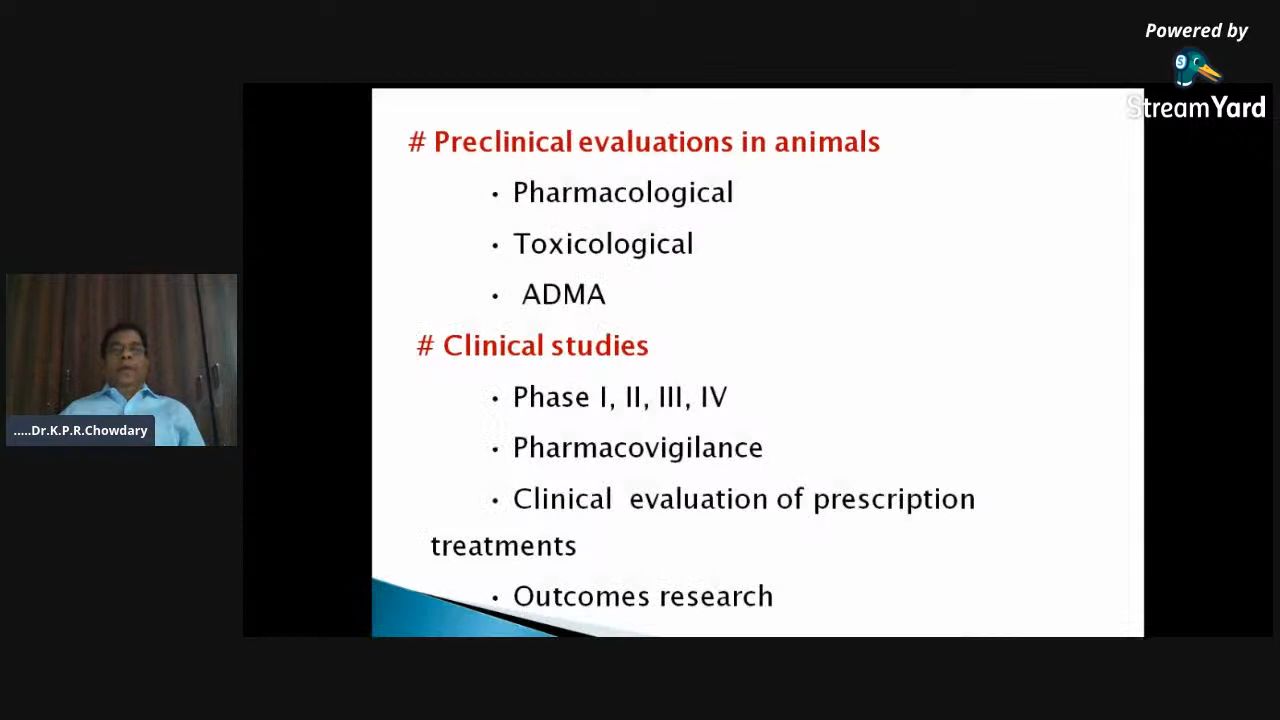 Powered by
StreamYard
# Preclinical evaluations in animals
• Pharmacological
• Toxicological
• ADMA
# Clinical studies
• Phase I, II, III, IV
• Pharmacovigilance
• Clinical evaluation of prescription
treatments
• Outcomes research
.....Dr.K.P.R.Chowdary